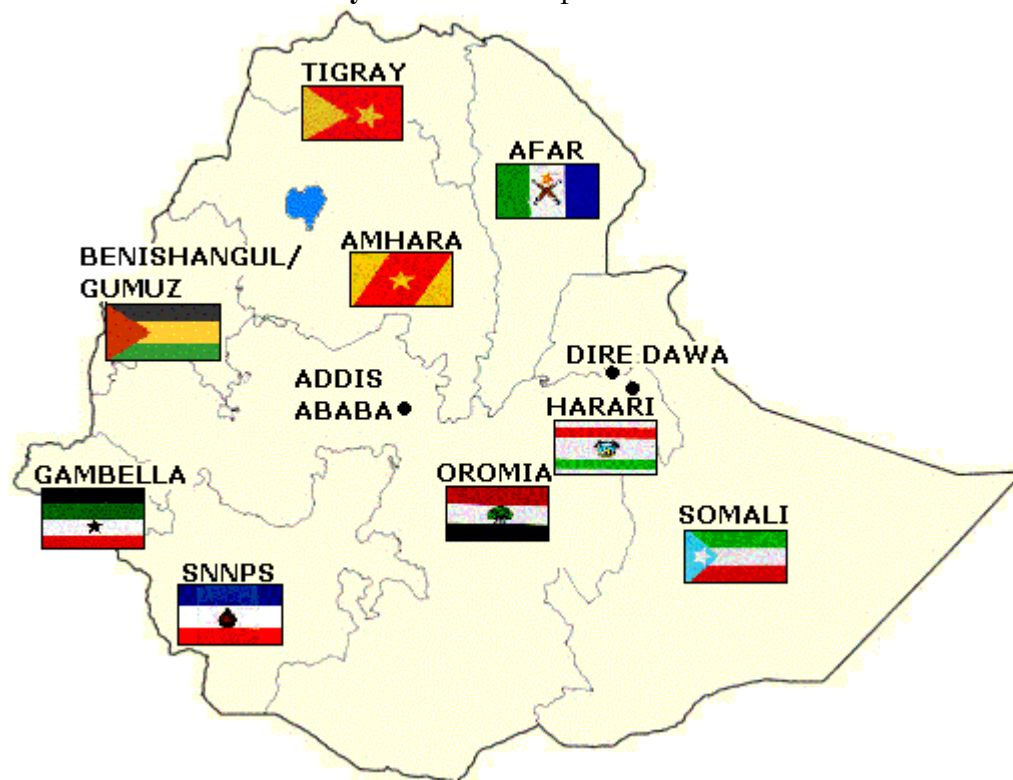 TIGRAY
AFAR
AMHARA
BENISHANGUL/
GUMUZ
DIRE DAWA
ADDIS
ABABA
HARARI
GAMBELLA
OROMIA
SOMALI
SNNPS